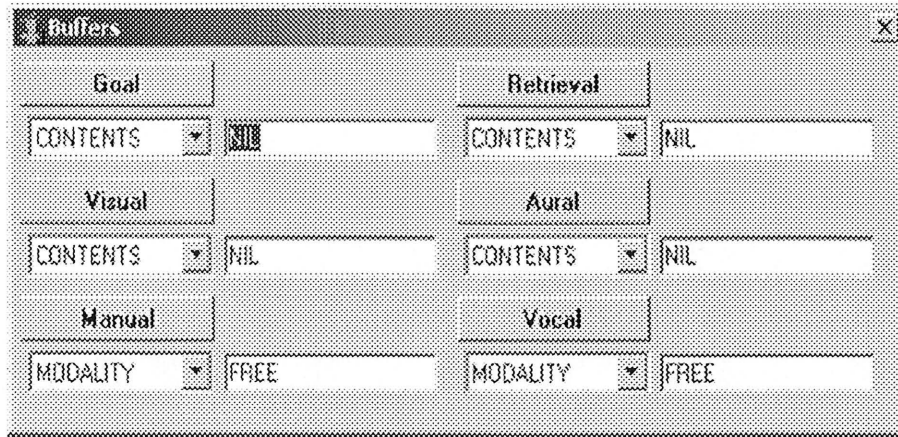 Buffers
Goal Retrieval
CONTENTS NIL CONTENTS NIL
Visual Aural
CONTENTS NIL CONTENTS NIL
Manual Vocal
MODALITY FREE MODALITY FREE